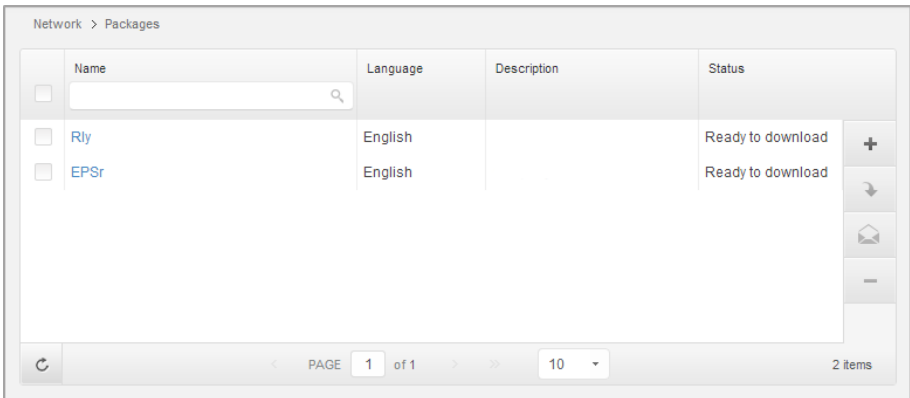 Network > Packages
Name Language Description Status
Rly English Ready to download
EPSr English Ready to download
PAGE 1 of 1 10 2 items